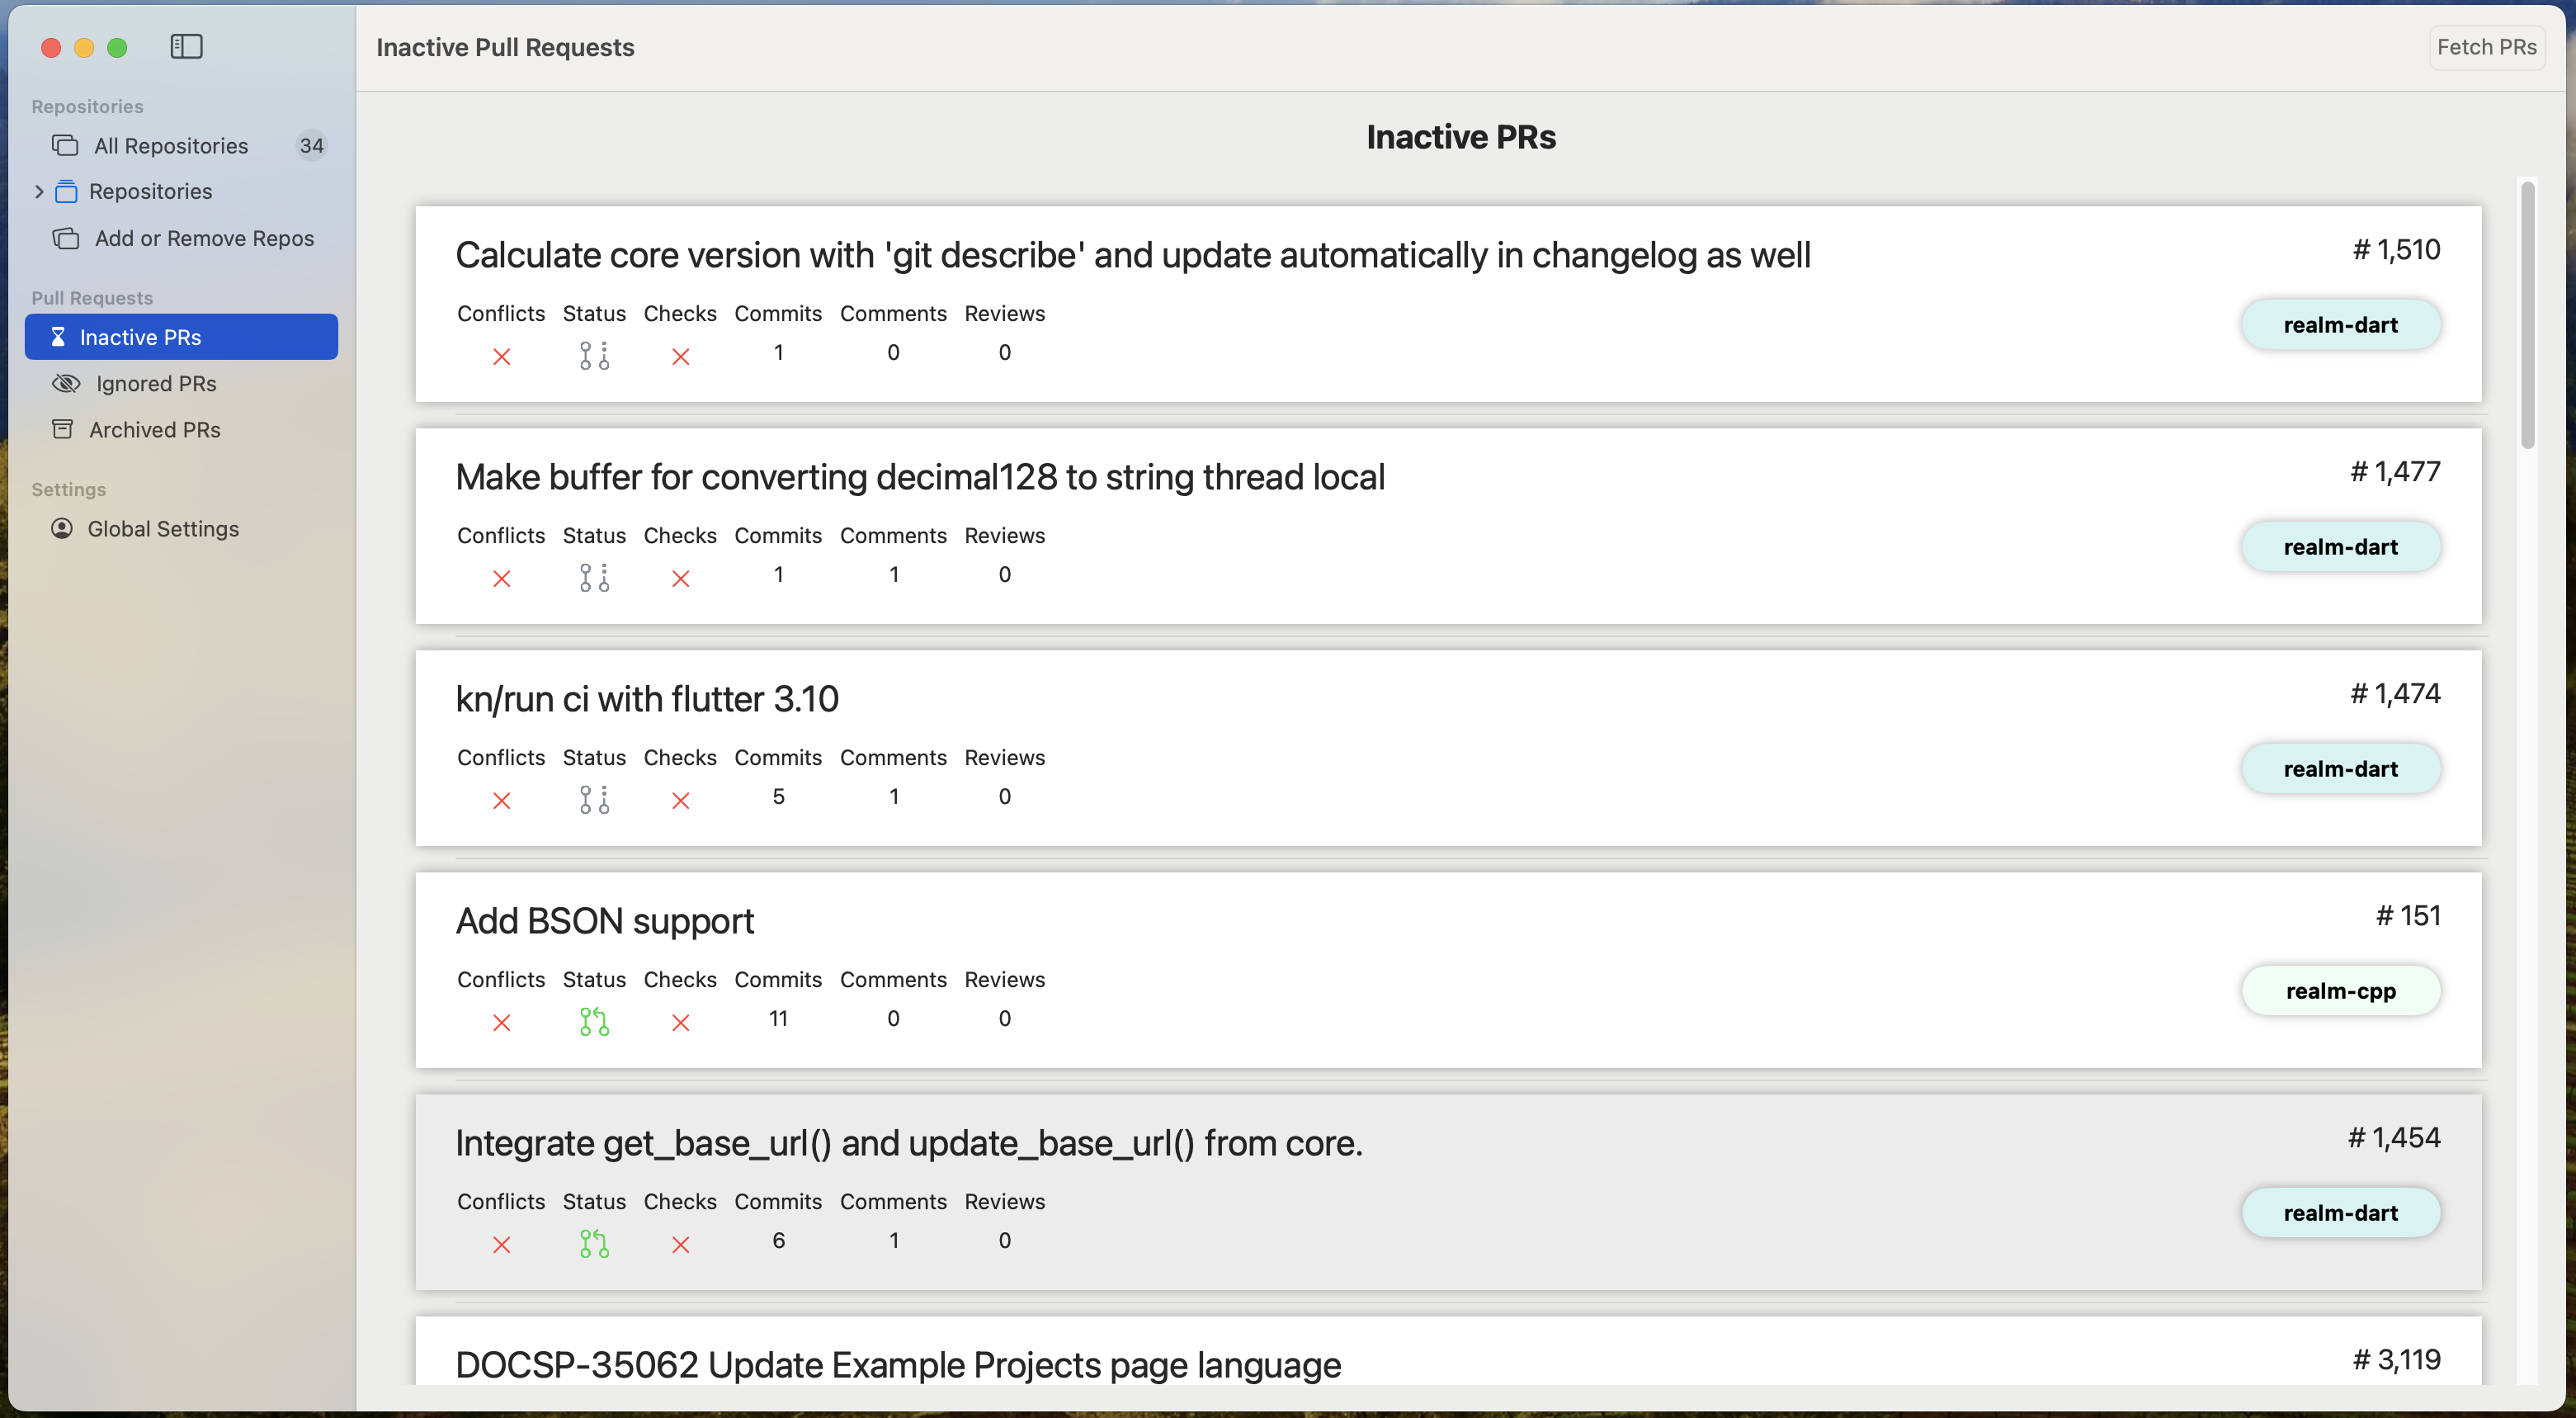 Inactive Pull Requests
Fetch PRs
Repositories
All Repositories 34
Repositories
Add or Remove Repos
Pull Requests
Inactive PRs
Ignored PRs
Archived PRs
Settings
Global Settings
Inactive PRs
Calculate core version with 'git describe' and update automatically in changelog as well
# 1,510
Conflicts Status Checks Commits Comments Reviews
1 0 0
realm-dart
Make buffer for converting decimal128 to string thread local
# 1,477
Conflicts Status Checks Commits Comments Reviews
1 1 0
realm-dart
kn/run ci with flutter 3.10
# 1,474
Conflicts Status Checks Commits Comments Reviews
5 1 0
realm-dart
Add BSON support
# 151
Conflicts Status Checks Commits Comments Reviews
11 0 0
realm-cpp
Integrate get_base_url() and update_base_url() from core.
# 1,454
Conflicts Status Checks Commits Comments Reviews
6 1 0
realm-dart
DOCSP-35062 Update Example Projects page language
# 3,119